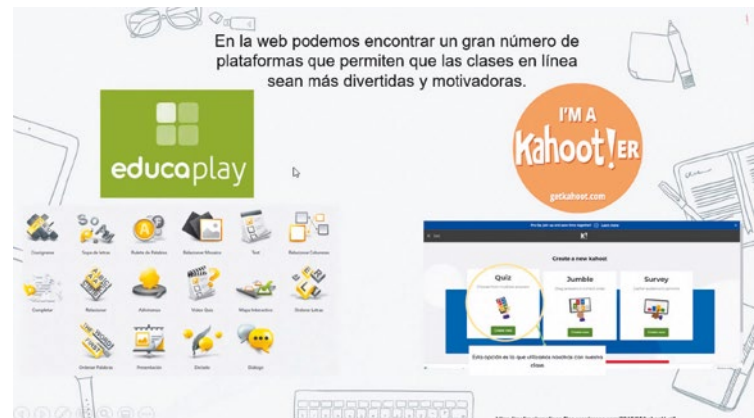 En la web podemos encontrar un gran número de
plataformas que permiten que las clases en línea
sean más divertidas y motivadoras.
educaplay
I'M A
Kahoot!ER
getkahoot.com
Crucigrama
Sopa de Letras
Ruleta de Palabras
Relacionar Mosaico
Test
Relacionar Columnas
Completar
Relacionar
Adivinanza
Video Quiz
Mapa Interactivo
Ordenar Letras
Ordenar Palabras
Presentación
Dictado
Diálogo
K!
Create a new kahoot
Quiz
Jumble
Survey
Esta opción es la que utilizamos nosotros con nuestra
clase.